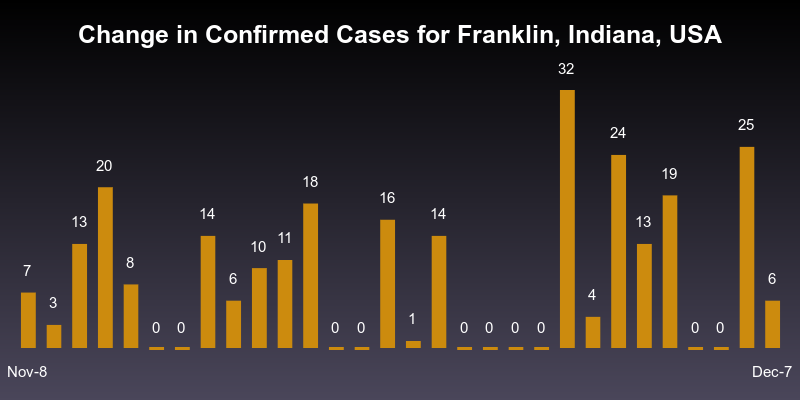 Change in Confirmed Cases for Franklin, Indiana, USA
7 3 13 20 8 0 0 14 6 10 11 18 0 0 16 1 14 0 0 0 0 32 4 24 13 19 0 0 25 6
Nov-8 Dec-7